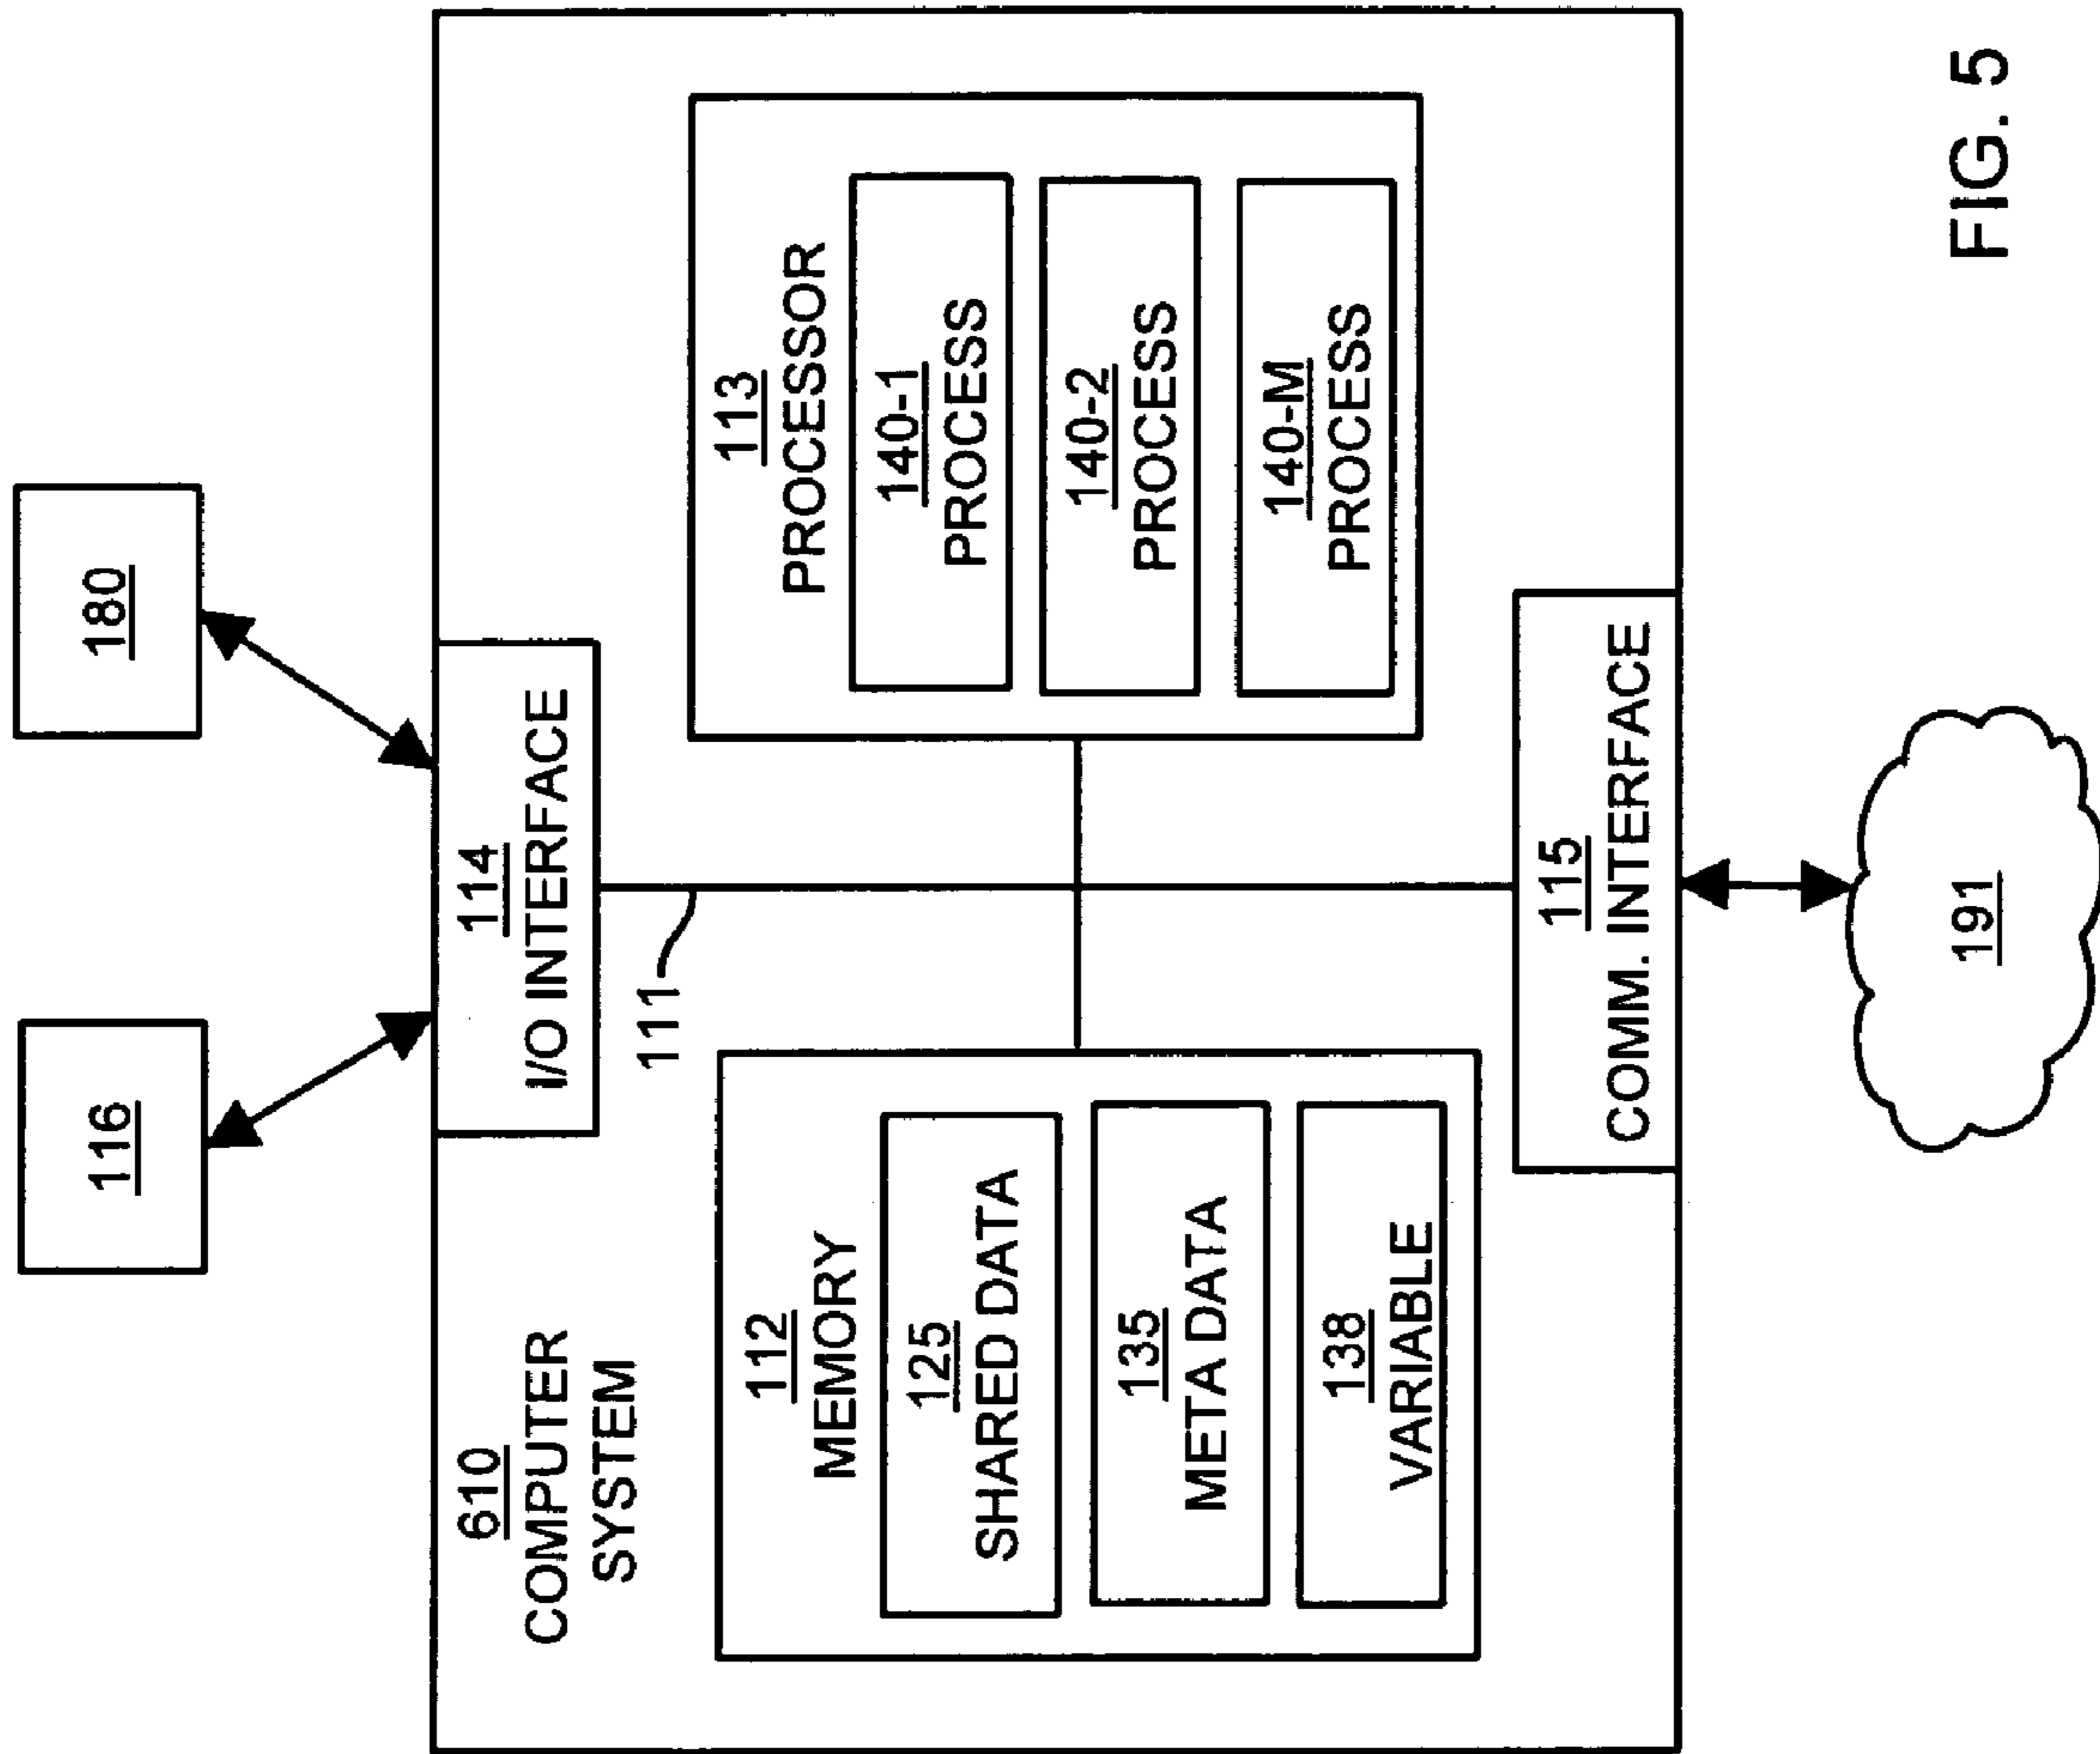 116
180
610
COMPUTER
SYSTEM
114
I/O INTERFACE
111
112
MEMORY
125
SHARED DATA
135
META DATA
138
VARIABLE
113
PROCESSOR
140-1
PROCESS
140-2
PROCESS
140-M
PROCESS
115
COMM. INTERFACE
191
FIG. 5